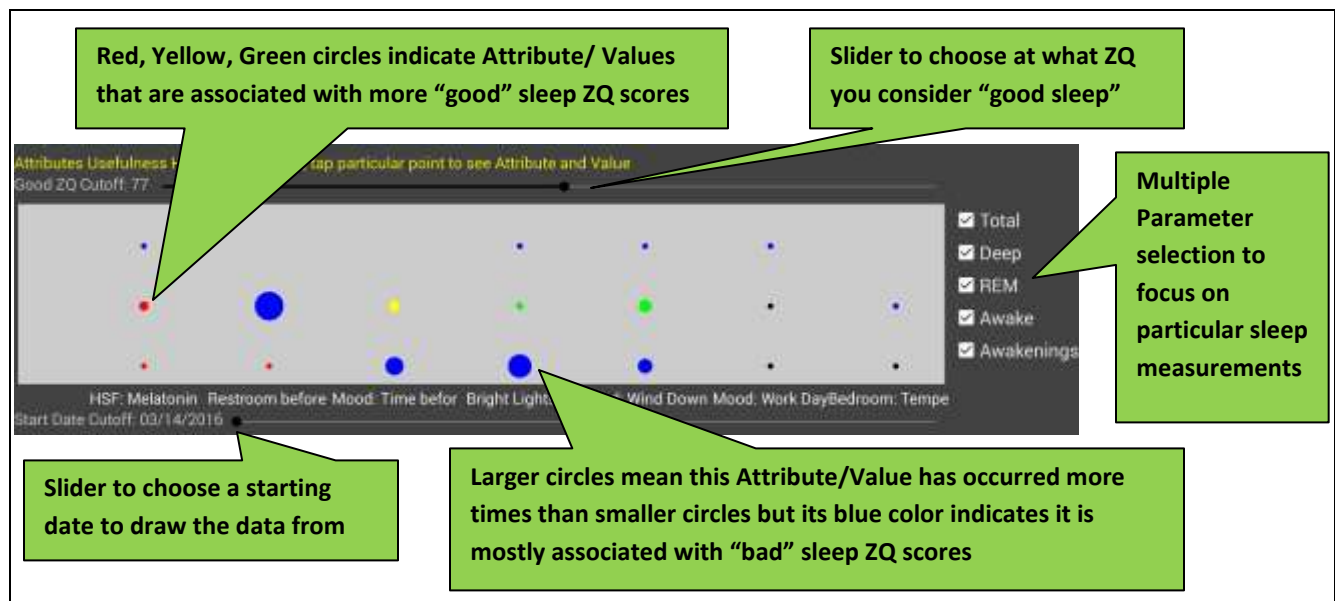 Red, Yellow, Green circles indicate Attribute/ Values
that are associated with more “good” sleep ZQ scores
Slider to choose at what ZQ
you consider “good sleep”
Attributes Usefulness tap particular point to see Attribute and Value
Good ZQ Cutoff: 77
Multiple
Parameter
selection to
focus on
particular sleep
measurements
Total
Deep
REM
Awake
Awakenings
HSF: Melatonin Restroom before Mood: Time befor Bright Light: Wind Down Mood: Work DayBedroom: Tempe
Start Date Cutoff: 03/14/2016
Slider to choose a starting
date to draw the data from
Larger circles mean this Attribute/Value has occurred more
times than smaller circles but its blue color indicates it is
mostly associated with “bad” sleep ZQ scores